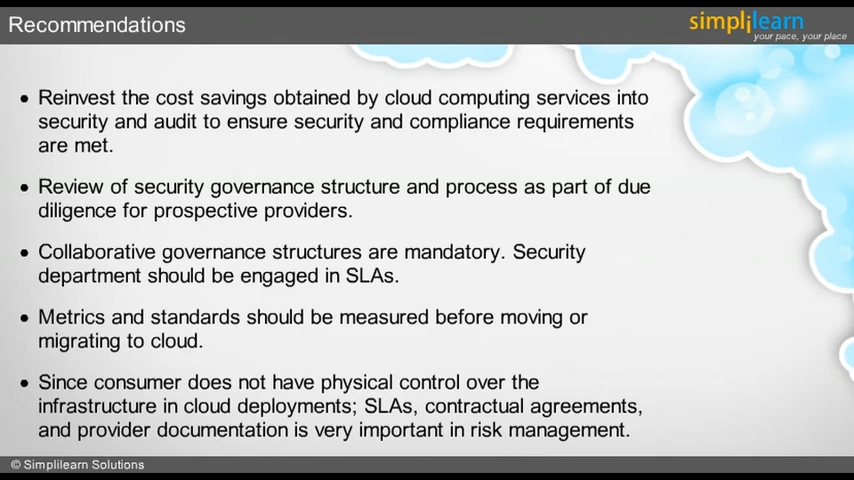 Recommendations
simplilearn
your pace, your place
• Reinvest the cost savings obtained by cloud computing services into
security and audit to ensure security and compliance requirements
are met.
• Review of security governance structure and process as part of due
diligence for prospective providers.
• Collaborative governance structures are mandatory. Security
department should be engaged in SLAs.
• Metrics and standards should be measured before moving or
migrating to cloud.
• Since consumer does not have physical control over the
infrastructure in cloud deployments; SLAs, contractual agreements,
and provider documentation is very important in risk management.
© Simplilearn Solutions